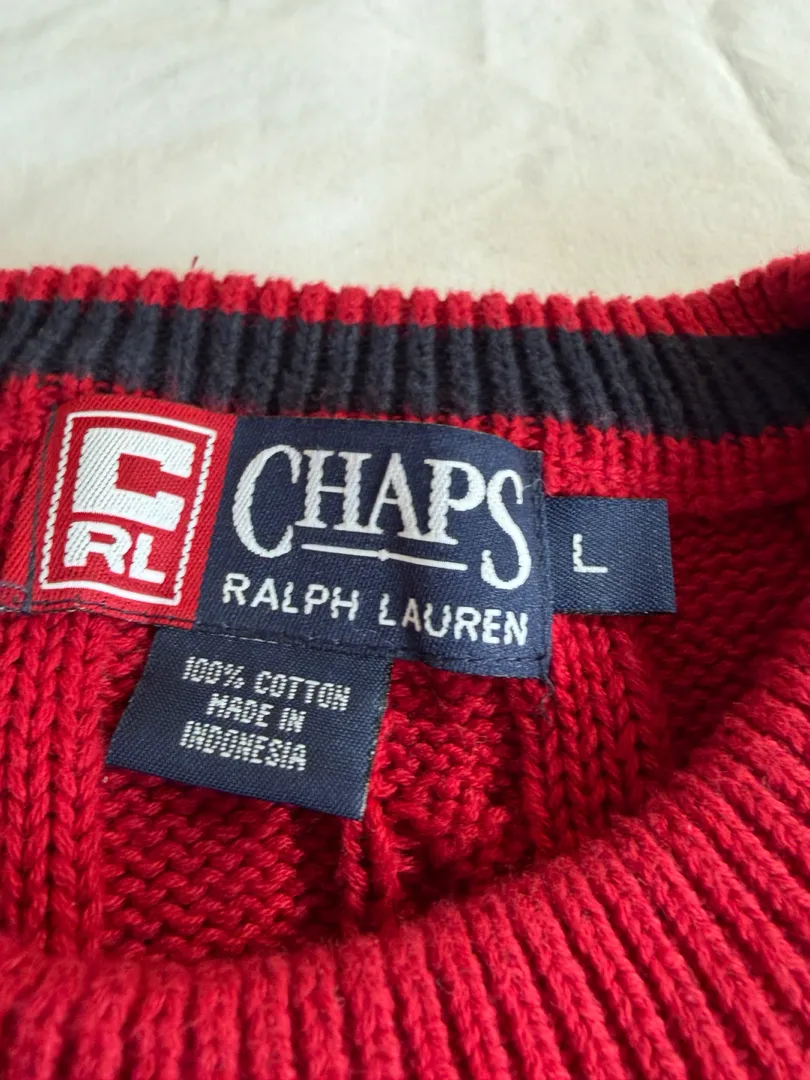 C
RL
CHAPS
RALPH LAUREN
L
100% COTTON
MADE IN
INDONESIA